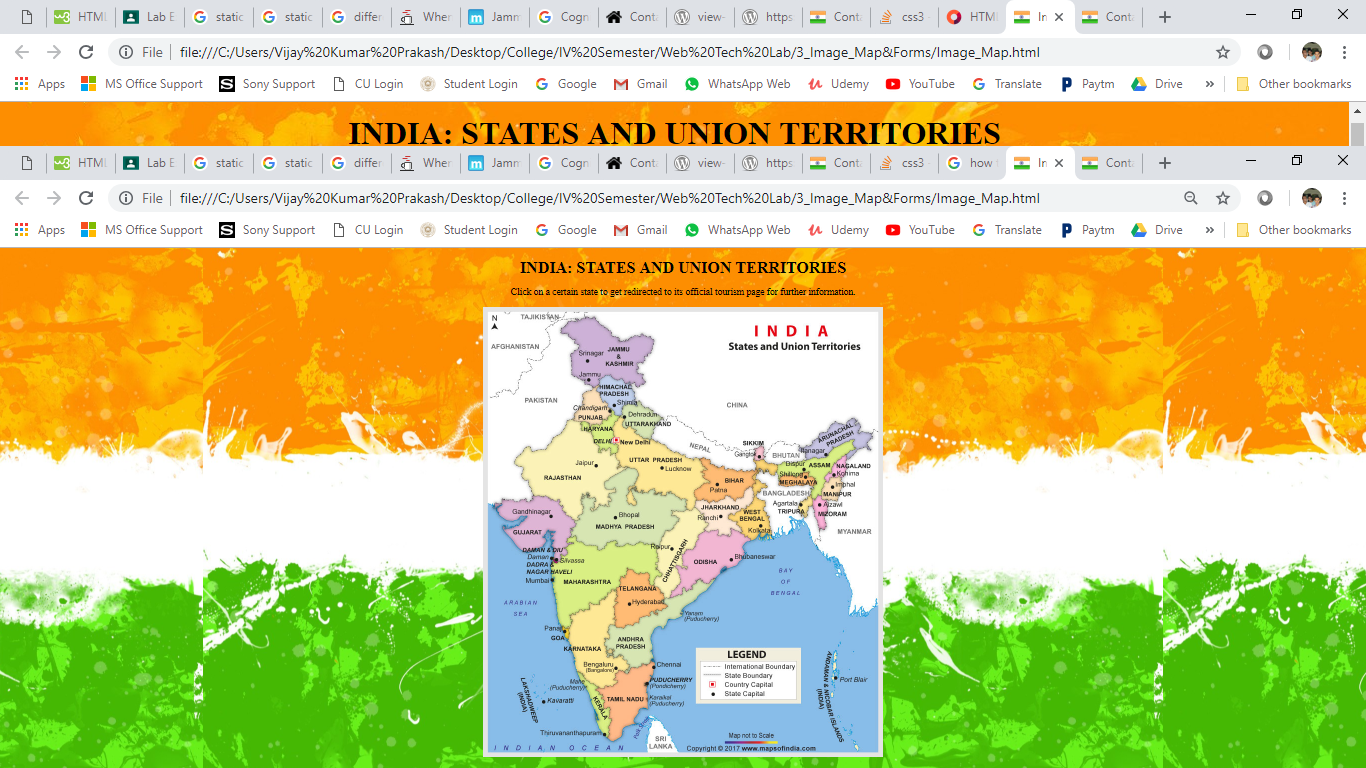 HTML Lab E static static differ Wher Jamm Cogn Conta view- https Conta css3 - HTML In Conta
File file:///C:/Users/Vijay%20Kumar%20Prakash/Desktop/College/IV%20Semester/Web%20Tech%20Lab/3_Image_Map&Forms/Image_Map.html
Apps MS Office Support Sony Support CU Login Student Login Google Gmail WhatsApp Web Udemy YouTube Translate Paytm Drive » Other bookmarks
INDIA: STATES AND UNION TERRITORIES
HTML Lab E static static differ Wher Jamm Cogn Conta view- https Conta css3 - how t In Conta
File file:///C:/Users/Vijay%20Kumar%20Prakash/Desktop/College/IV%20Semester/Web%20Tech%20Lab/3_Image_Map&Forms/Image_Map.html
Apps MS Office Support Sony Support CU Login Student Login Google Gmail WhatsApp Web Udemy YouTube Translate Paytm Drive » Other bookmarks
INDIA: STATES AND UNION TERRITORIES
Click on a certain state to get redirected to its official tourism page for further information.
N
TAJIKISTAN
INDIA
States and Union Territories
AFGHANISTAN
JAMMU
&
KASHMIR
Srinagar
Jammu
HIMACHAL
PRADESH
PAKISTAN
Shimla
CHINA
Chandigarh
PUNJAB
Dehradun
UTTARAKHAND
HARYANA
DELHI
New Delhi
NEPAL
SIKKIM
Gangtok
BHUTAN
ARUNACHAL
PRADESH
Itanagar
Jaipur
UTTAR PRADESH
Lucknow
Dispur
ASSAM
NAGALAND
Kohima
RAJASTHAN
BIHAR
Patna
Shillong
MEGHALAYA
Imphal
MANIPUR
BANGLADESH
Agartala
TRIPURA
Aizawl
MIZORAM
MYANMAR
Gandhinagar
GUJARAT
Bhopal
MADHYA PRADESH
JHARKHAND
Ranchi
WEST
BENGAL
Kolkata
Raipur
CHHATTISGARH
ODISHA
Bhubaneswar
DAMAN & DIU
Daman
Silvassa
DADRA &
NAGAR HAVELI
Mumbai
MAHARASHTRA
TELANGANA
Hyderabad
BAY
OF
BENGAL
ARABIAN
SEA
Yanam
(Puducherry)
Panaji
GOA
KARNATAKA
ANDHRA
PRADESH
Bengaluru
(Bangalore)
Chennai
Mahe
(Puducherry)
PUDUCHERRY
(Pondicherry)
Karaikal
(Puducherry)
TAMIL NADU
KERALA
LAKSHADWEEP
(INDIA)
Kavaratti
Thiruvananthapuram
LEGEND
International Boundary
State Boundary
Country Capital
State Capital
ANDAMAN & NICOBAR ISLANDS
(INDIA)
Port Blair
SRI
LANKA
INDIAN OCEAN
Map not to Scale
Copyright © 2017 www.mapsofindia.com